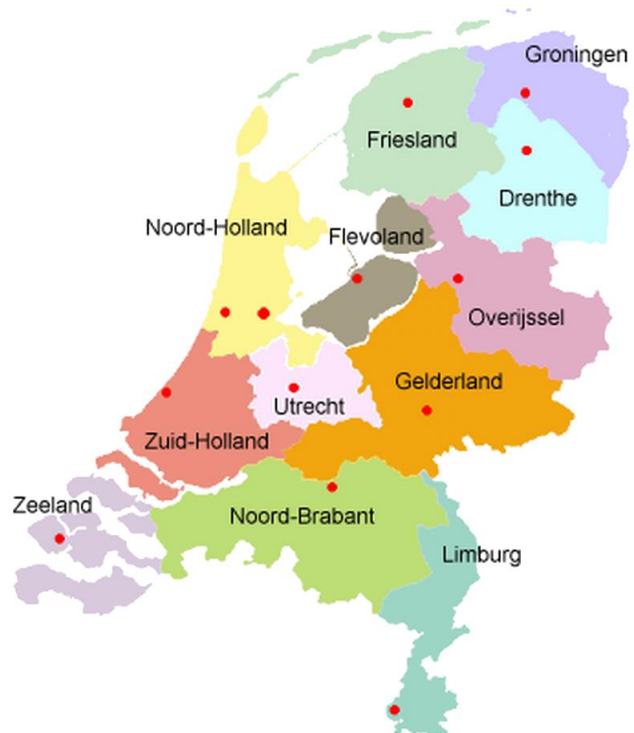 Groningen
Friesland
Drenthe
Noord-Holland
Flevoland
Overijssel
Gelderland
Utrecht
Zuid-Holland
Zeeland
Noord-Brabant
Limburg